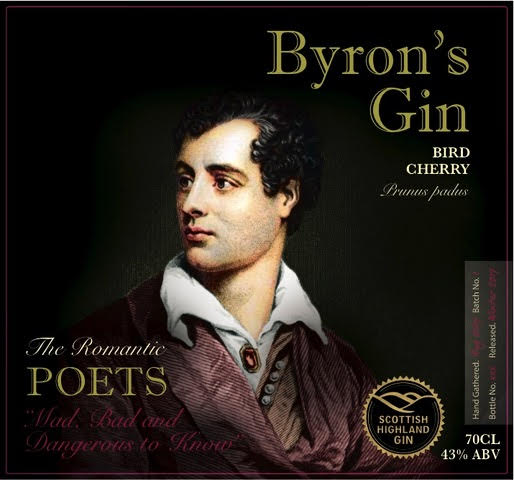 Byron's
Gin
BIRD
CHERRY
Prunus padus
The Romantic
POETS
"Mad, Bad and
Dangerous to Know"
SCOTTISH
HIGHLAND
GIN
Hand Gathered. Batch No.
Bottle No. Released.
70CL
43% ABV